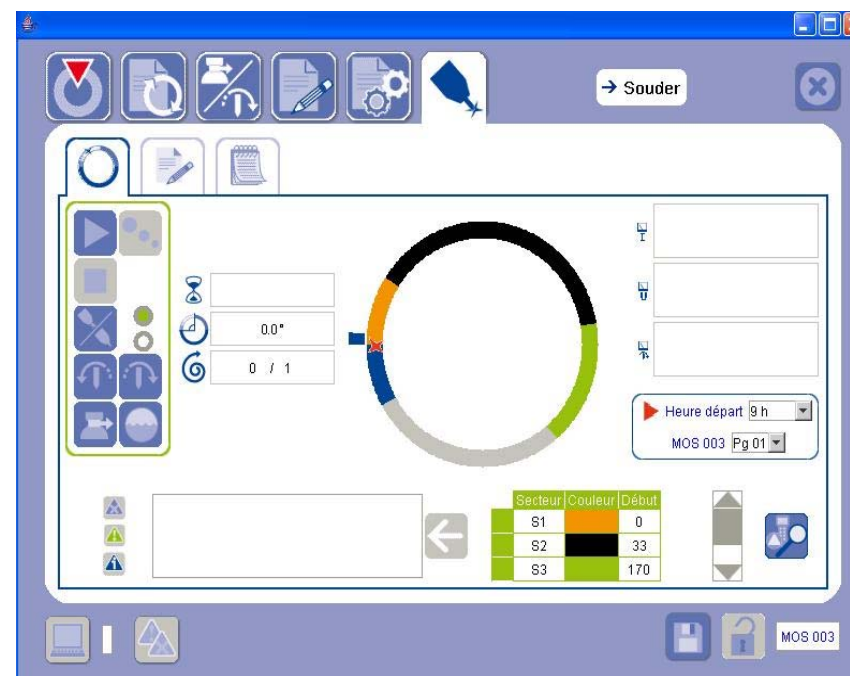 → Souder
I
U
0.0°
0 / 1
Heure départ 9 h
MOS 003 Pg 01
Secteur Couleur Début
S1 0
S2 33
S3 170
MOS 003